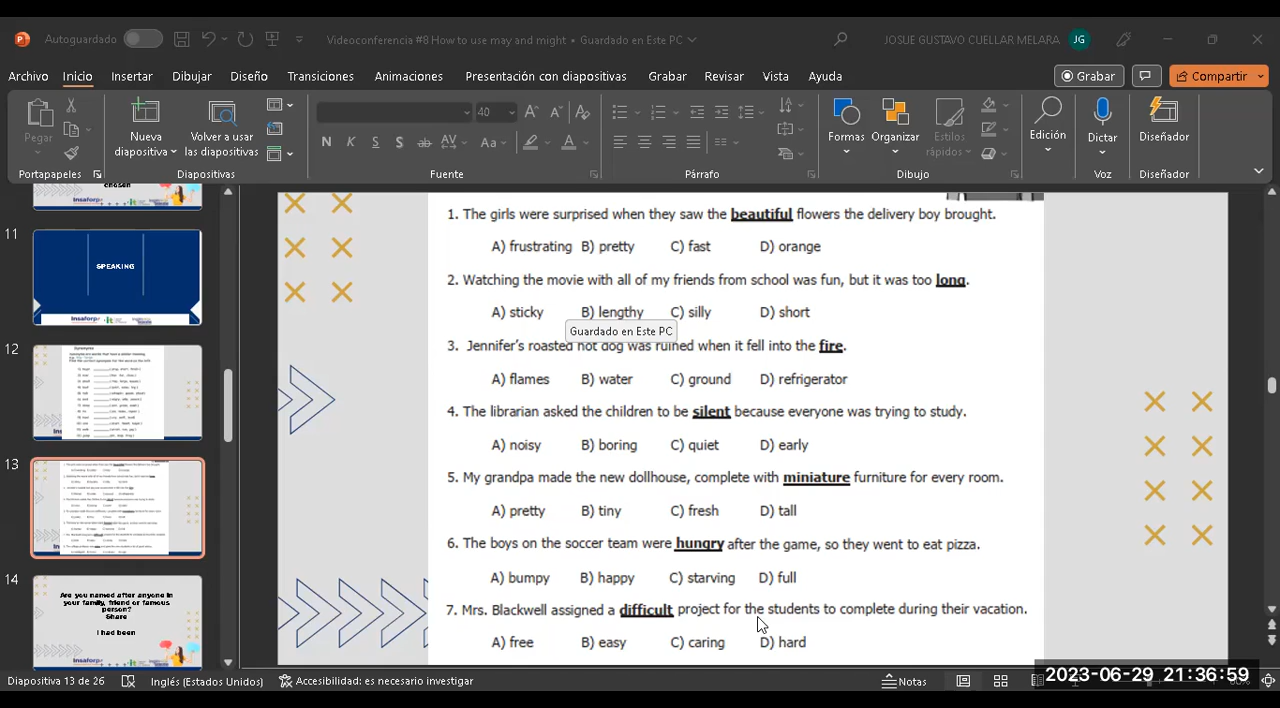 Autoguardado
Videoconferencia #8 How to use may and might • Guardado en Este PC
JOSUE GUSTAVO CUELLAR MELARA
JG
Archivo Inicio Insertar Dibujar Diseño Transiciones Animaciones Presentación con diapositivas Grabar Revisar Vista Ayuda
Grabar
Compartir
40
Pegar
Nueva diapositiva
Volver a usar las diapositivas
N K S S ab AV Aa A
Formas
Organizar
Estilos rápidos
Edición
Dictar
Diseñador
Portapapeles
Diapositivas
Fuente
Párrafo
Dibujo
Voz
Diseñador
chosen
Insaforp
11
SPEAKING
Insaforp
12
Synonyms
13
14
Are you named after anyone in
your family, friend or famous
person?
Share
I had been
Insaforp
1. The girls were surprised when they saw the beautiful flowers the delivery boy brought.
A) frustrating B) pretty C) fast D) orange
2. Watching the movie with all of my friends from school was fun, but it was too long.
A) sticky B) lengthy C) silly D) short
Guardado en Este PC
3. Jennifer's roasted hot dog was ruined when it fell into the fire.
A) flames B) water C) ground D) refrigerator
4. The librarian asked the children to be silent because everyone was trying to study.
A) noisy B) boring C) quiet D) early
5. My grandpa made the new dollhouse, complete with miniature furniture for every room.
A) pretty B) tiny C) fresh D) tall
6. The boys on the soccer team were hungry after the game, so they went to eat pizza.
A) bumpy B) happy C) starving D) full
7. Mrs. Blackwell assigned a difficult project for the students to complete during their vacation.
A) free B) easy C) caring D) hard
Diapositiva 13 de 26
Inglés (Estados Unidos)
Accesibilidad: es necesario investigar
Notas
2023-06-29 21:36:59